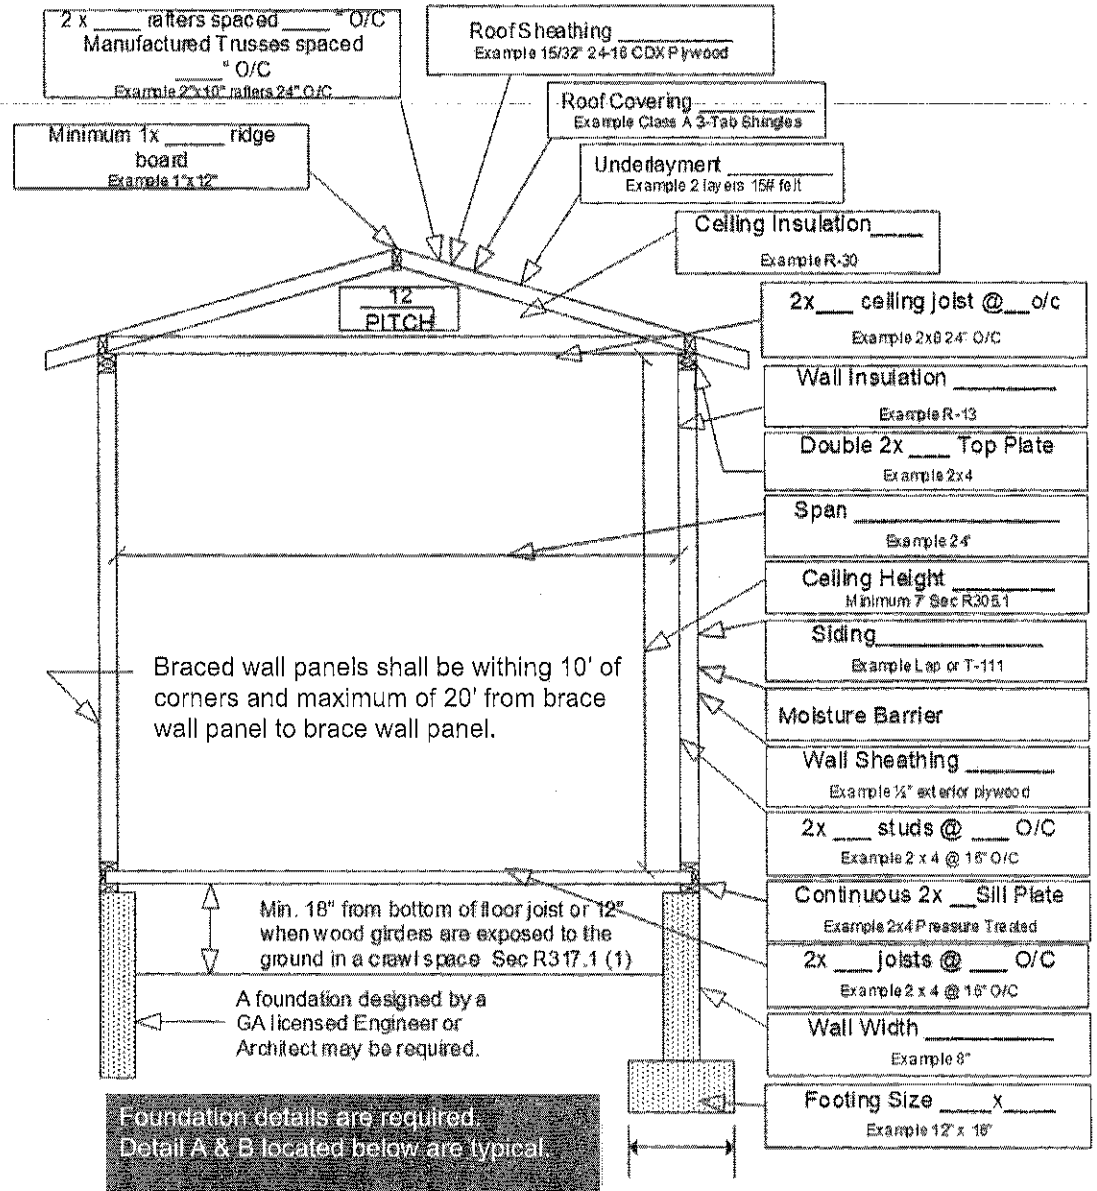 2 x ____ rafters spaced ____" O/C
Manufactured Trusses spaced
____" O/C
Example 2"x10" rafters 24" O/C
Roof Sheathing ________
Example 15/32" 24-16 CDX Plywood
Roof Covering ________
Example Class A 3-Tab Shingles
Minimum 1x ____ ridge
board
Example 1"x12"
Underlayment ________
Example 2 layers 15# felt
Ceiling Insulation____
Example R-30
12
PITCH
2x___ ceiling joist @__o/c
Example 2x8 24" O/C
Wall Insulation ________
Example R-13
Double 2x ___ Top Plate
Example 2x4
Span ________________
Example 24'
Ceiling Height ________
Minimum 7' Sec R305.1
Siding______________
Example Lap or T-111
Braced wall panels shall be withing 10' of
corners and maximum of 20' from brace
wall panel to brace wall panel.
Moisture Barrier
Wall Sheathing ________
Example ½" exterior plywood
2x ___ studs @ ___ O/C
Example 2 x 4 @ 16" O/C
Continuous 2x __Sill Plate
Example 2x4 Pressure Treated
Min. 18" from bottom of floor joist or 12"
when wood girders are exposed to the
ground in a crawl space Sec R317.1 (1)
2x ___ joists @ ___ O/C
Example 2 x 4 @ 16" O/C
A foundation designed by a
GA licensed Engineer or
Architect may be required.
Wall Width __________
Example 8"
Footing Size ____x____
Example 12" x 16"
Foundation details are required.
Detail A & B located below are typical.